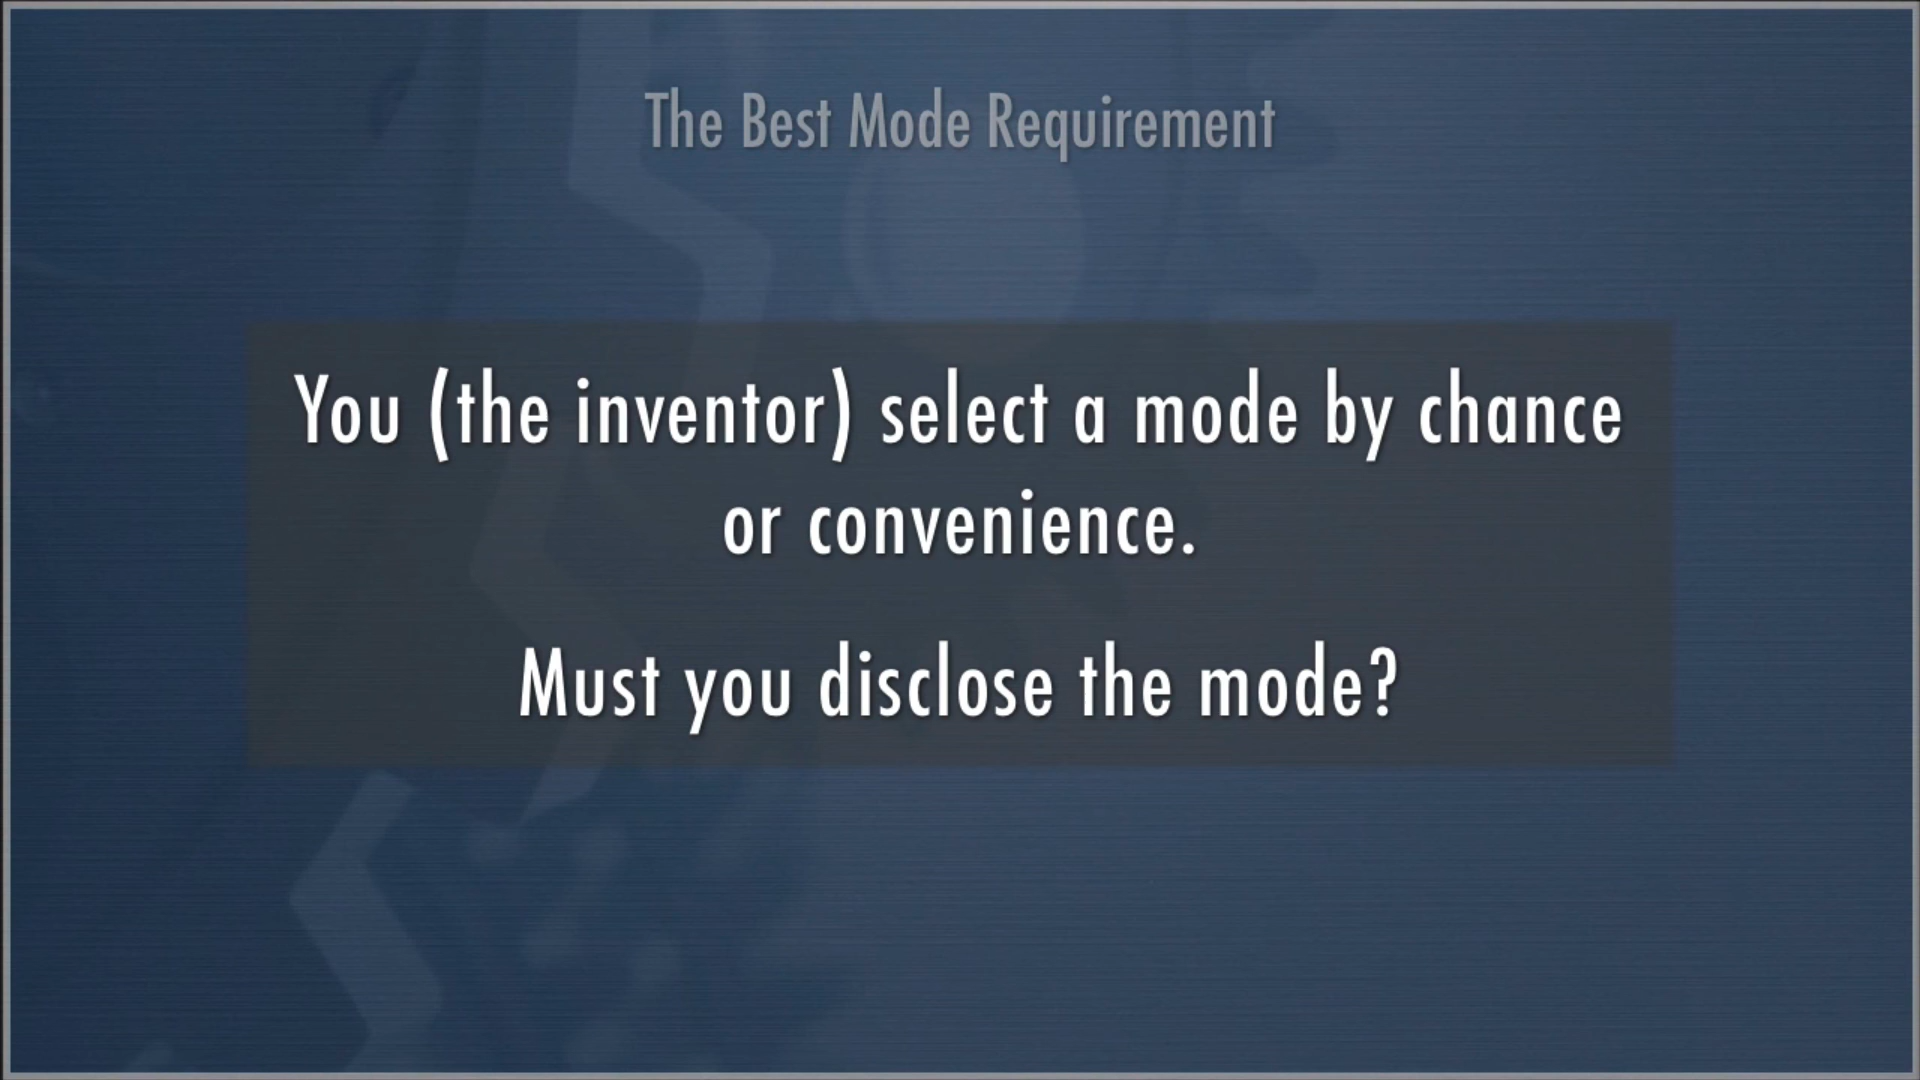 The Best Mode Requirement
You (the inventor) select a mode by chance
or convenience.
Must you disclose the mode?